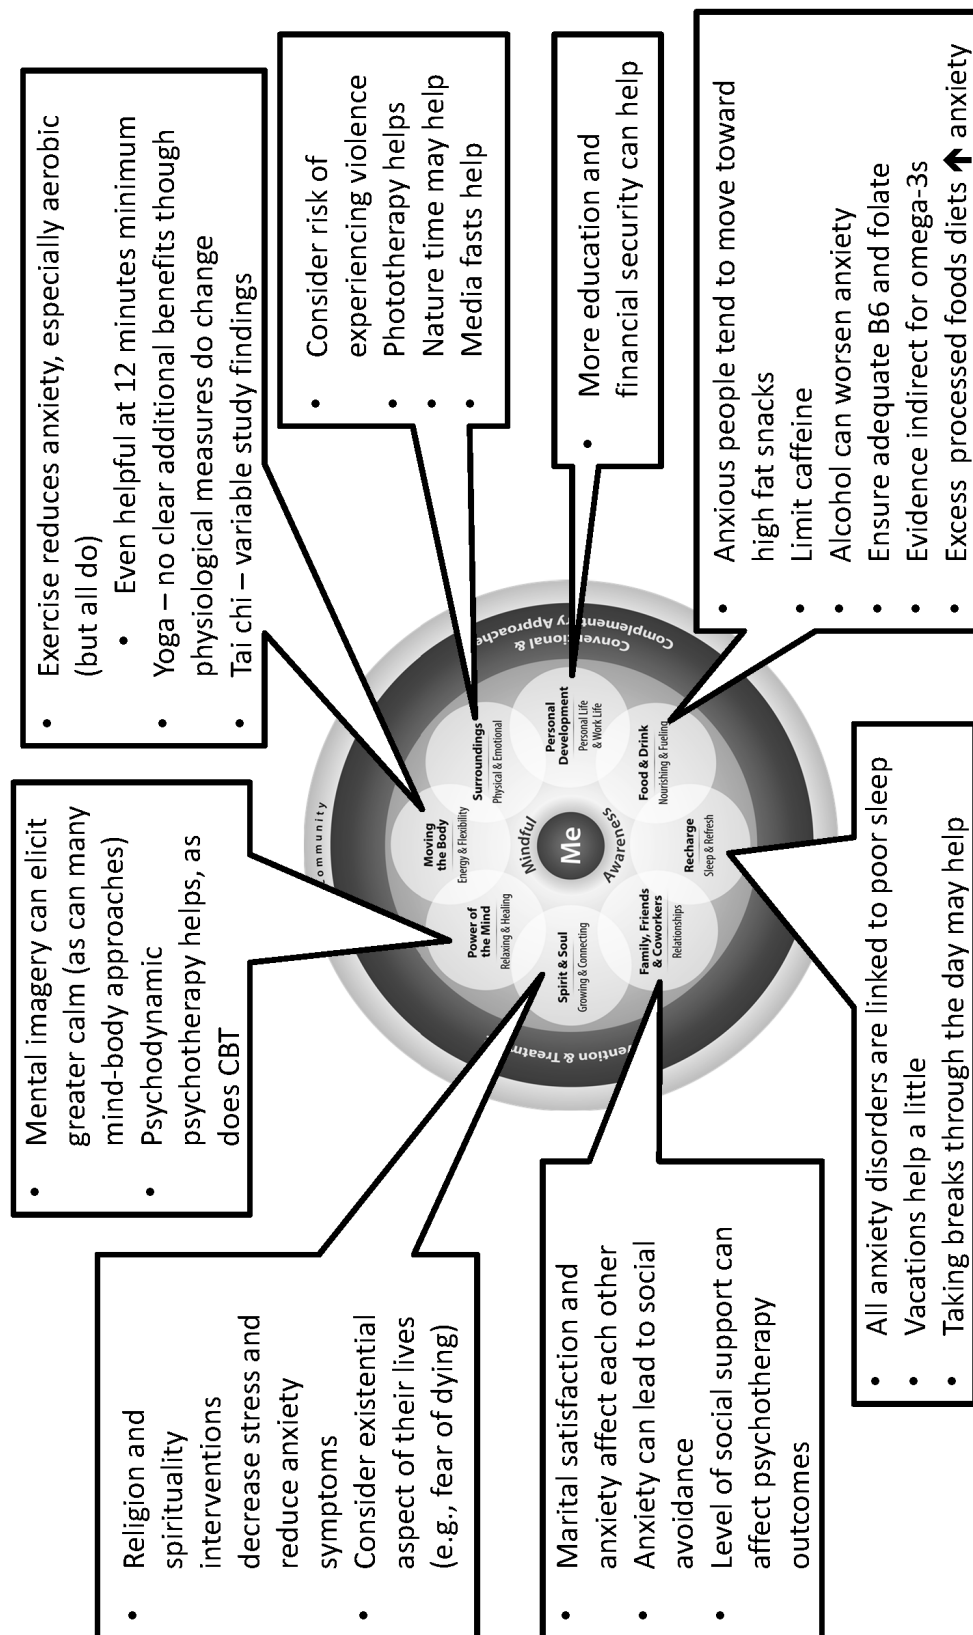 • Religion and
spirituality
interventions
decrease stress and
reduce anxiety
symptoms
• Consider existential
aspect of their lives
(e.g., fear of dying)
• Mental imagery can elicit
greater calm (as can many
mind-body approaches)
• Psychodynamic
psychotherapy helps, as
does CBT
• Exercise reduces anxiety, especially aerobic
(but all do)
• Even helpful at 12 minutes minimum
• Yoga – no clear additional benefits though
physiological measures do change
• Tai chi – variable study findings
• Consider risk of
experiencing violence
• Phototherapy helps
• Nature time may help
• Media fasts help
• More education and
financial security can help
• Anxious people tend to move toward
high fat snacks
• Limit caffeine
• Alcohol can worsen anxiety
• Ensure adequate B6 and folate
• Evidence indirect for omega-3s
• Excess processed foods diets 🡹 anxiety
• All anxiety disorders are linked to poor sleep
• Vacations help a little
• Taking breaks through the day may help
• Marital satisfaction and
anxiety affect each other
• Anxiety can lead to social
avoidance
• Level of social support can
affect psychotherapy
outcomes
ommunity
Conventional &
Complementary Approache
& Treatm
Moving
the Body
Energy & Flexibility
Surroundings
Physical & Emotional
Personal
Development
Personal Life
& Work Life
Food & Drink
Nourishing & Fueling
Recharge
Sleep & Refresh
Family, Friends
& Coworkers
Relationships
Spirit & Soul
Growing & Connecting
Power of
the Mind
Relaxing & Healing
Mindful
Me
Awareness